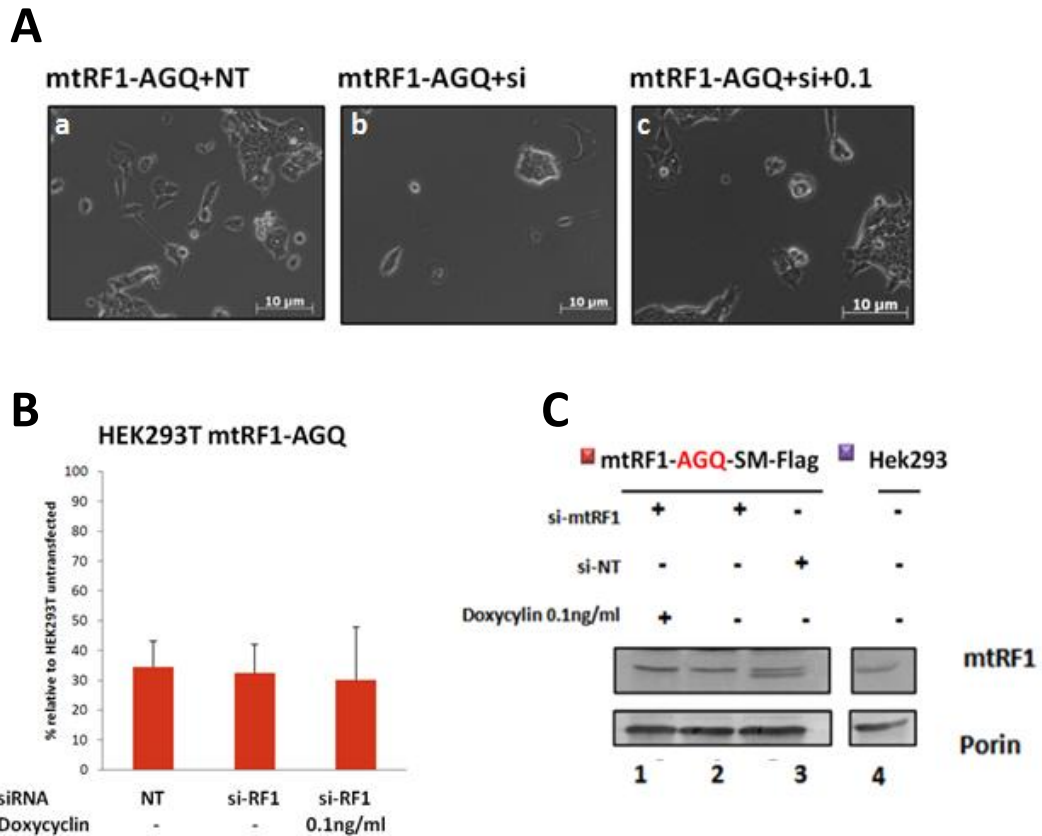 A
mtRF1-AGQ+NT
mtRF1-AGQ+si
mtRF1-AGQ+si+0.1
a
b
c
10 µm
10 µm
10 µm
B
HEK293T mtRF1-AGQ
% relative to HEK293T untransfected
100
90
80
70
60
50
40
30
20
10
0
siRNA NT si-RF1 si-RF1
Doxycyclin - - 0.1ng/ml
C
mtRF1-AGQ-SM-Flag Hek293
si-mtRF1 + + - -
si-NT - - + -
Doxycylin 0.1ng/ml + - - -
mtRF1
Porin
1 2 3 4